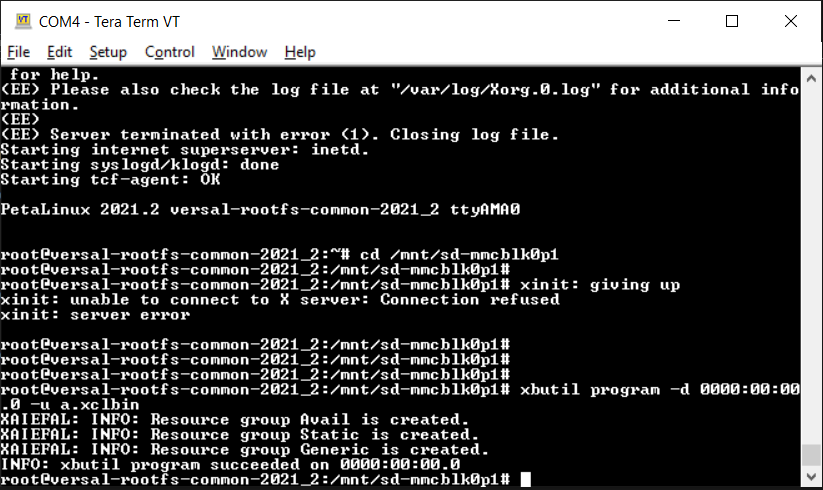 COM4 - Tera Term VT
File Edit Setup Control Window Help
for help.
(EE) Please also check the log file at "/var/log/Xorg.0.log" for additional info
rmation.
(EE)
(EE) Server terminated with error (1). Closing log file.
Starting internet superserver: inetd.
Starting syslogd/klogd: done
Starting tcf-agent: OK
PetaLinux 2021.2 versal-rootfs-common-2021_2 ttyAMA0
root@versal-rootfs-common-2021_2:~# cd /mnt/sd-mmcblk0p1
root@versal-rootfs-common-2021_2:/mnt/sd-mmcblk0p1#
root@versal-rootfs-common-2021_2:/mnt/sd-mmcblk0p1# xinit: giving up
xinit: unable to connect to X server: Connection refused
xinit: server error
root@versal-rootfs-common-2021_2:/mnt/sd-mmcblk0p1#
root@versal-rootfs-common-2021_2:/mnt/sd-mmcblk0p1#
root@versal-rootfs-common-2021_2:/mnt/sd-mmcblk0p1#
root@versal-rootfs-common-2021_2:/mnt/sd-mmcblk0p1# xbutil program -d 0000:00:00
.0 -u a.xclbin
XAIEFAL: INFO: Resource group Avail is created.
XAIEFAL: INFO: Resource group Static is created.
XAIEFAL: INFO: Resource group Generic is created.
INFO: xbutil program succeeded on 0000:00:00.0
root@versal-rootfs-common-2021_2:/mnt/sd-mmcblk0p1#